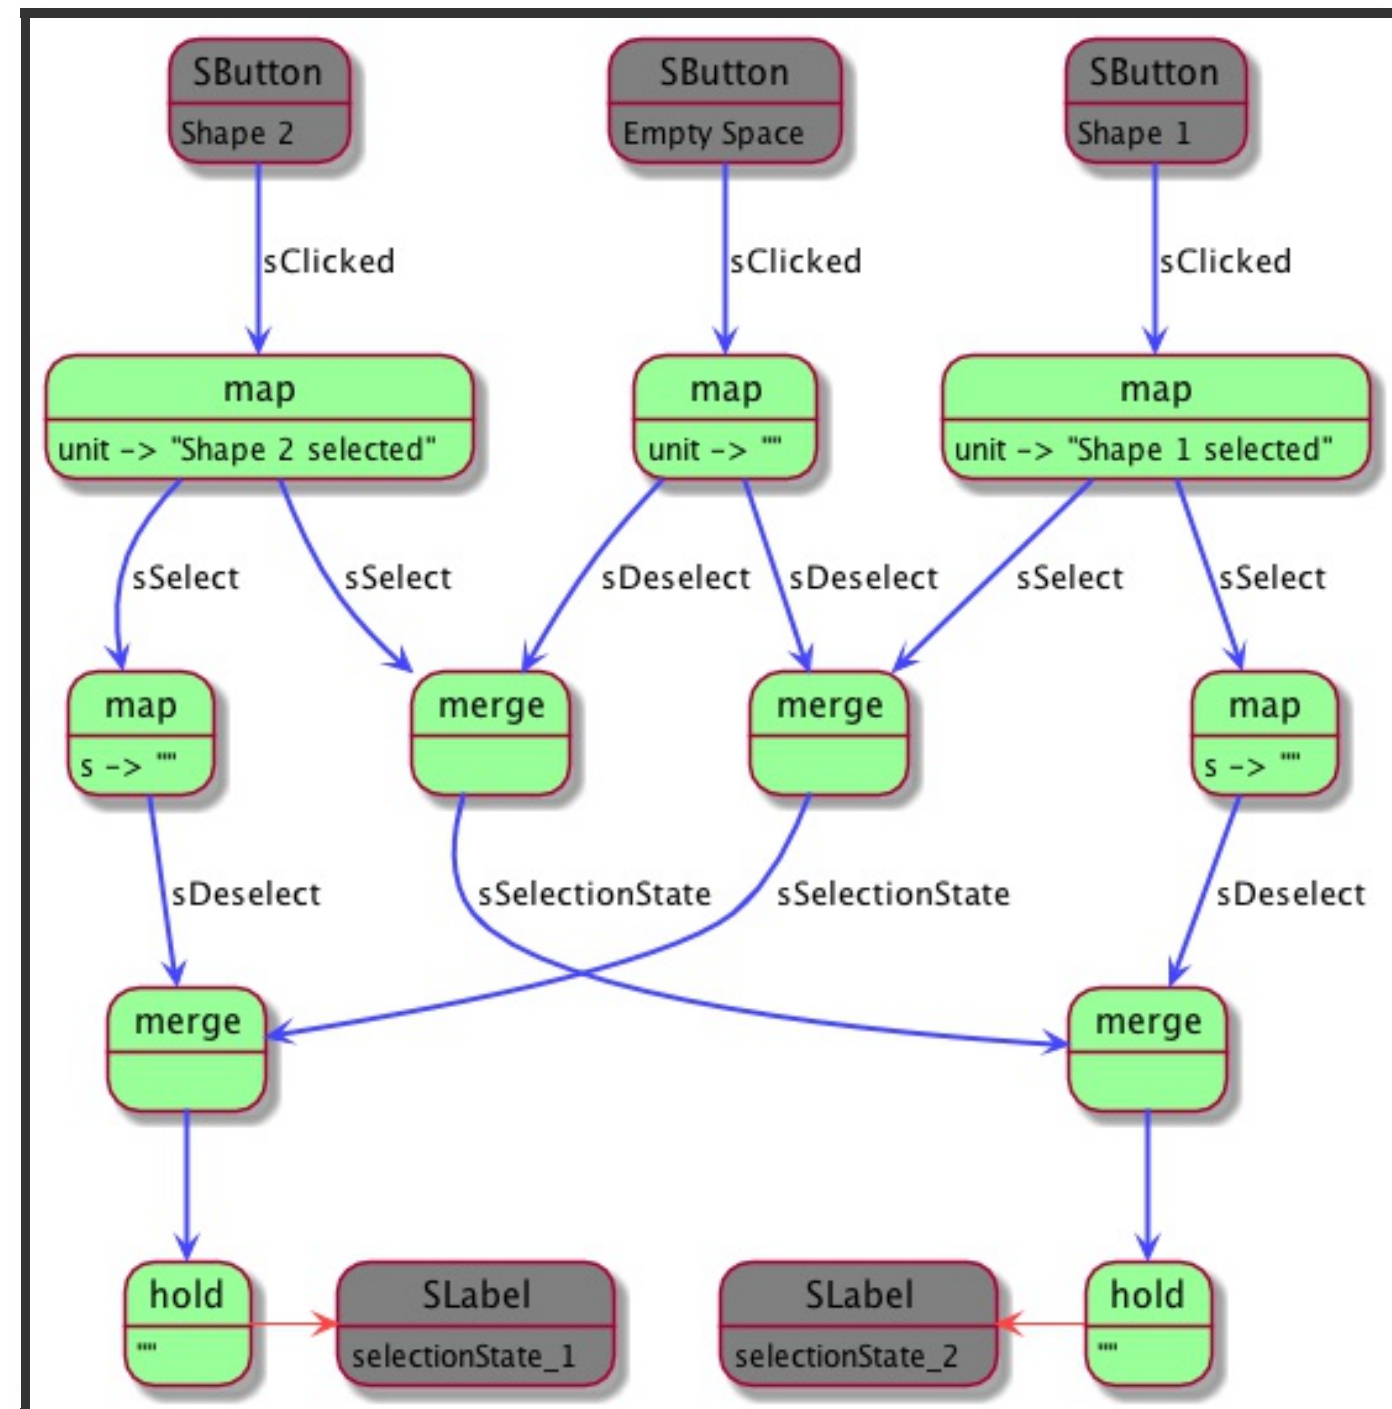 SButton
Shape 2
SButton
Empty Space
SButton
Shape 1
sClicked
sClicked
sClicked
map
unit -> "Shape 2 selected"
map
unit -> ""
map
unit -> "Shape 1 selected"
sSelect
sSelect
sDeselect
sDeselect
sSelect
sSelect
map
s -> ""
merge
merge
map
s -> ""
sDeselect
sSelectionState
sSelectionState
sDeselect
merge
merge
hold
""
SLabel
selectionState_1
SLabel
selectionState_2
hold
""